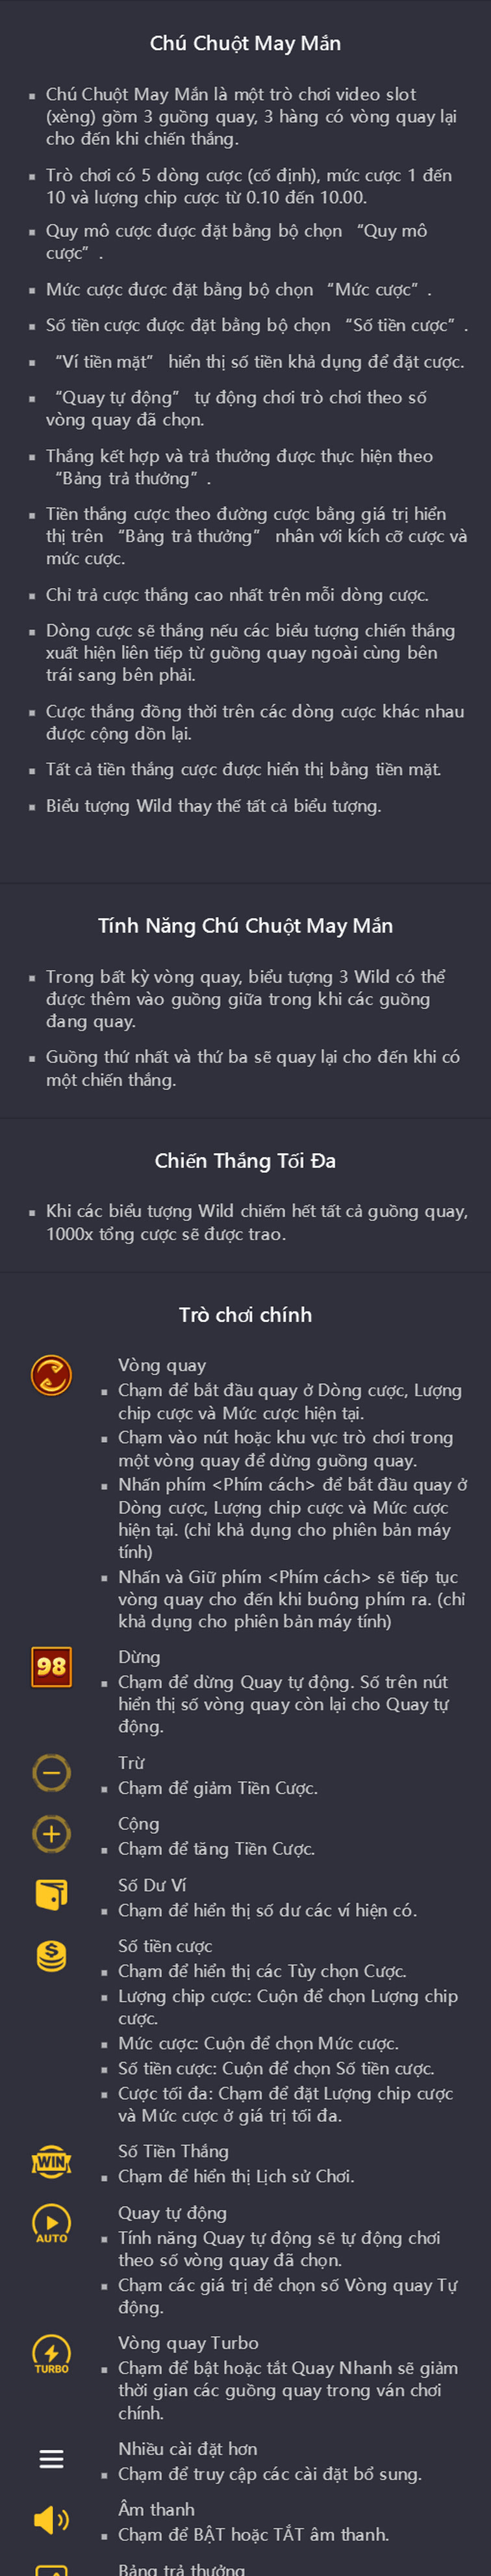 Chú Chuột May Mắn
Chú Chuột May Mắn là một trò chơi video slot
(xèng) gồm 3 guồng quay, 3 hàng có vòng quay lại
cho đến khi chiến thắng.
Trò chơi có 5 dòng cược (cố định), mức cược 1 đến
10 và lượng chip cược từ 0.10 đến 10.00.
Quy mô cược được đặt bằng bộ chọn “Quy mô
cược”.
Mức cược được đặt bằng bộ chọn “Mức cược”.
Số tiền cược được đặt bằng bộ chọn “Số tiền cược”.
“Ví tiền mặt” hiển thị số tiền khả dụng để đặt cược.
“Quay tự động” tự động chơi trò chơi theo số
vòng quay đã chọn.
Thắng kết hợp và trả thưởng được thực hiện theo
“Bảng trả thưởng”.
Tiền thắng cược theo đường cược bằng giá trị hiển
thị trên “Bảng trả thưởng” nhân với kích cỡ cược và
mức cược.
Chỉ trả cược thắng cao nhất trên mỗi dòng cược.
Dòng cược sẽ thắng nếu các biểu tượng chiến thắng
xuất hiện liên tiếp từ guồng quay ngoài cùng bên
trái sang bên phải.
Cược thắng đồng thời trên các dòng cược khác nhau
được cộng dồn lại.
Tất cả tiền thắng cược được hiển thị bằng tiền mặt.
Biểu tượng Wild thay thế tất cả biểu tượng.
Tính Năng Chú Chuột May Mắn
Trong bất kỳ vòng quay, biểu tượng 3 Wild có thể
được thêm vào guồng giữa trong khi các guồng
đang quay.
Guồng thứ nhất và thứ ba sẽ quay lại cho đến khi có
một chiến thắng.
Chiến Thắng Tối Đa
Khi các biểu tượng Wild chiếm hết tất cả guồng quay,
1000x tổng cược sẽ được trao.
Trò chơi chính
Vòng quay
Chạm để bắt đầu quay ở Dòng cược, Lượng
chip cược và Mức cược hiện tại.
Chạm vào nút hoặc khu vực trò chơi trong
một vòng quay để dừng guồng quay.
Nhấn phím <Phím cách> để bắt đầu quay ở
Dòng cược, Lượng chip cược và Mức cược
hiện tại. (chỉ khả dụng cho phiên bản máy
tính)
Nhấn và Giữ phím <Phím cách> sẽ tiếp tục
vòng quay cho đến khi buông phím ra. (chỉ
khả dụng cho phiên bản máy tính)
98
Dừng
Chạm để dừng Quay tự động. Số trên nút
hiển thị số vòng quay còn lại cho Quay tự
động.
Trừ
Chạm để giảm Tiền Cược.
Cộng
Chạm để tăng Tiền Cược.
Số Dư Ví
Chạm để hiển thị số dư các ví hiện có.
Số tiền cược
Chạm để hiển thị các Tùy chọn Cược.
Lượng chip cược: Cuộn để chọn Lượng chip
cược.
Mức cược: Cuộn để chọn Mức cược.
Số tiền cược: Cuộn để chọn Số tiền cược.
Cược tối đa: Chạm để đặt Lượng chip cược
và Mức cược ở giá trị tối đa.
WIN
Số Tiền Thắng
Chạm để hiển thị Lịch sử Chơi.
AUTO
Quay tự động
Tính năng Quay tự động sẽ tự động chơi
theo số vòng quay đã chọn.
Chạm các giá trị để chọn số Vòng quay Tự
động.
TURBO
Vòng quay Turbo
Chạm để bật hoặc tắt Quay Nhanh sẽ giảm
thời gian các guồng quay trong ván chơi
chính.
Nhiều cài đặt hơn
Chạm để truy cập các cài đặt bổ sung.
Âm thanh
Chạm để BẬT hoặc TẮT âm thanh.
Bảng trả thưởng